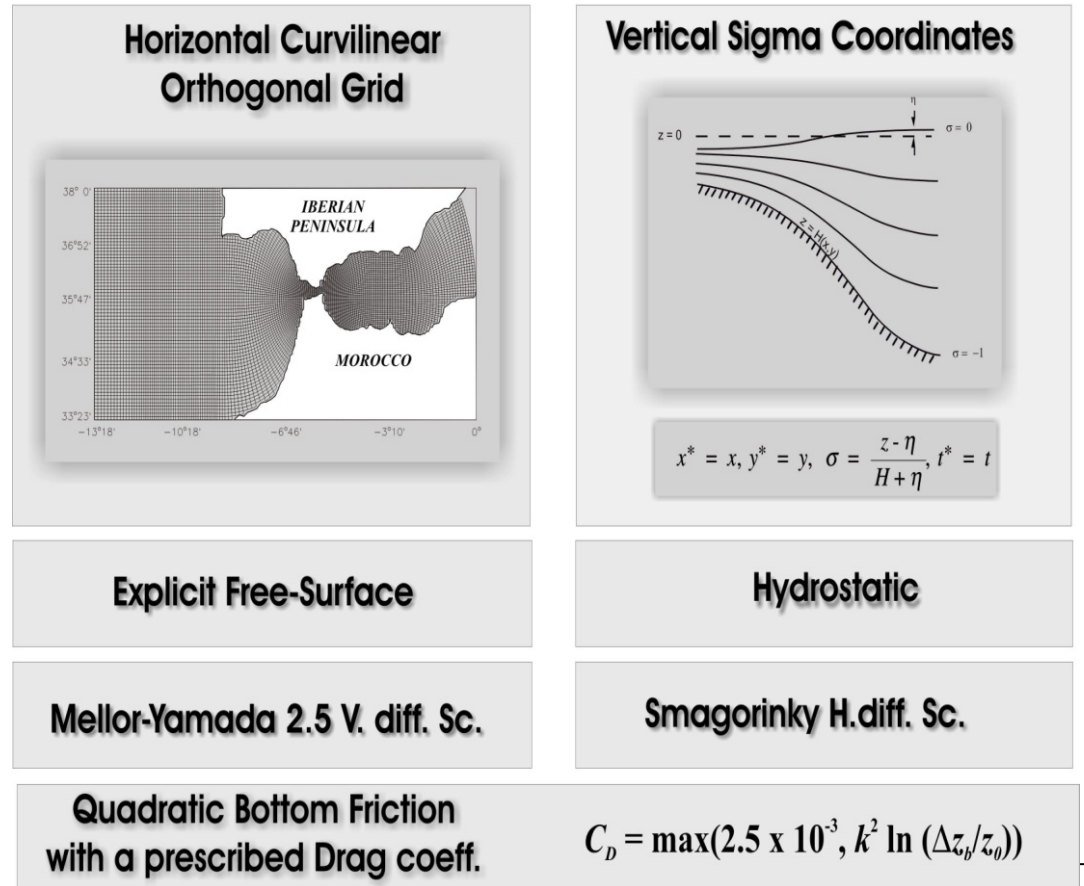 Horizontal Curvilinear
Orthogonal Grid
38° 0'
36°52'
35°47'
34°33'
33°23'
-13°18'
-10°18'
-6°46'
-3°10'
0°
IBERIAN
PENINSULA
MOROCCO
Vertical Sigma Coordinates
η
z = 0
σ = 0
z = H(x,y)
σ = -1
x* = x, y* = y, σ = (z - η)/(H + η), t* = t
Explicit Free-Surface
Hydrostatic
Mellor-Yamada 2.5 V. diff. Sc.
Smagorinky H.diff. Sc.
Quadratic Bottom Friction
with a prescribed Drag coeff.
C_D = max(2.5 x 10⁻³, k² ln (Δz_b/z_0))